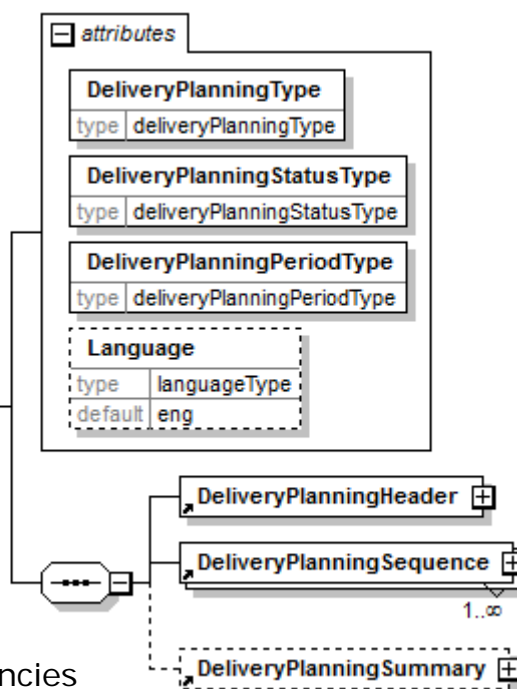 attributes
DeliveryPlanningType
type deliveryPlanningType
DeliveryPlanningStatusType
type deliveryPlanningStatusType
DeliveryPlanningPeriodType
type deliveryPlanningPeriodType
Language
type languageType
default eng
DeliveryPlanningHeader
DeliveryPlanningSequence
1..∞
ncies
DeliveryPlanningSummary